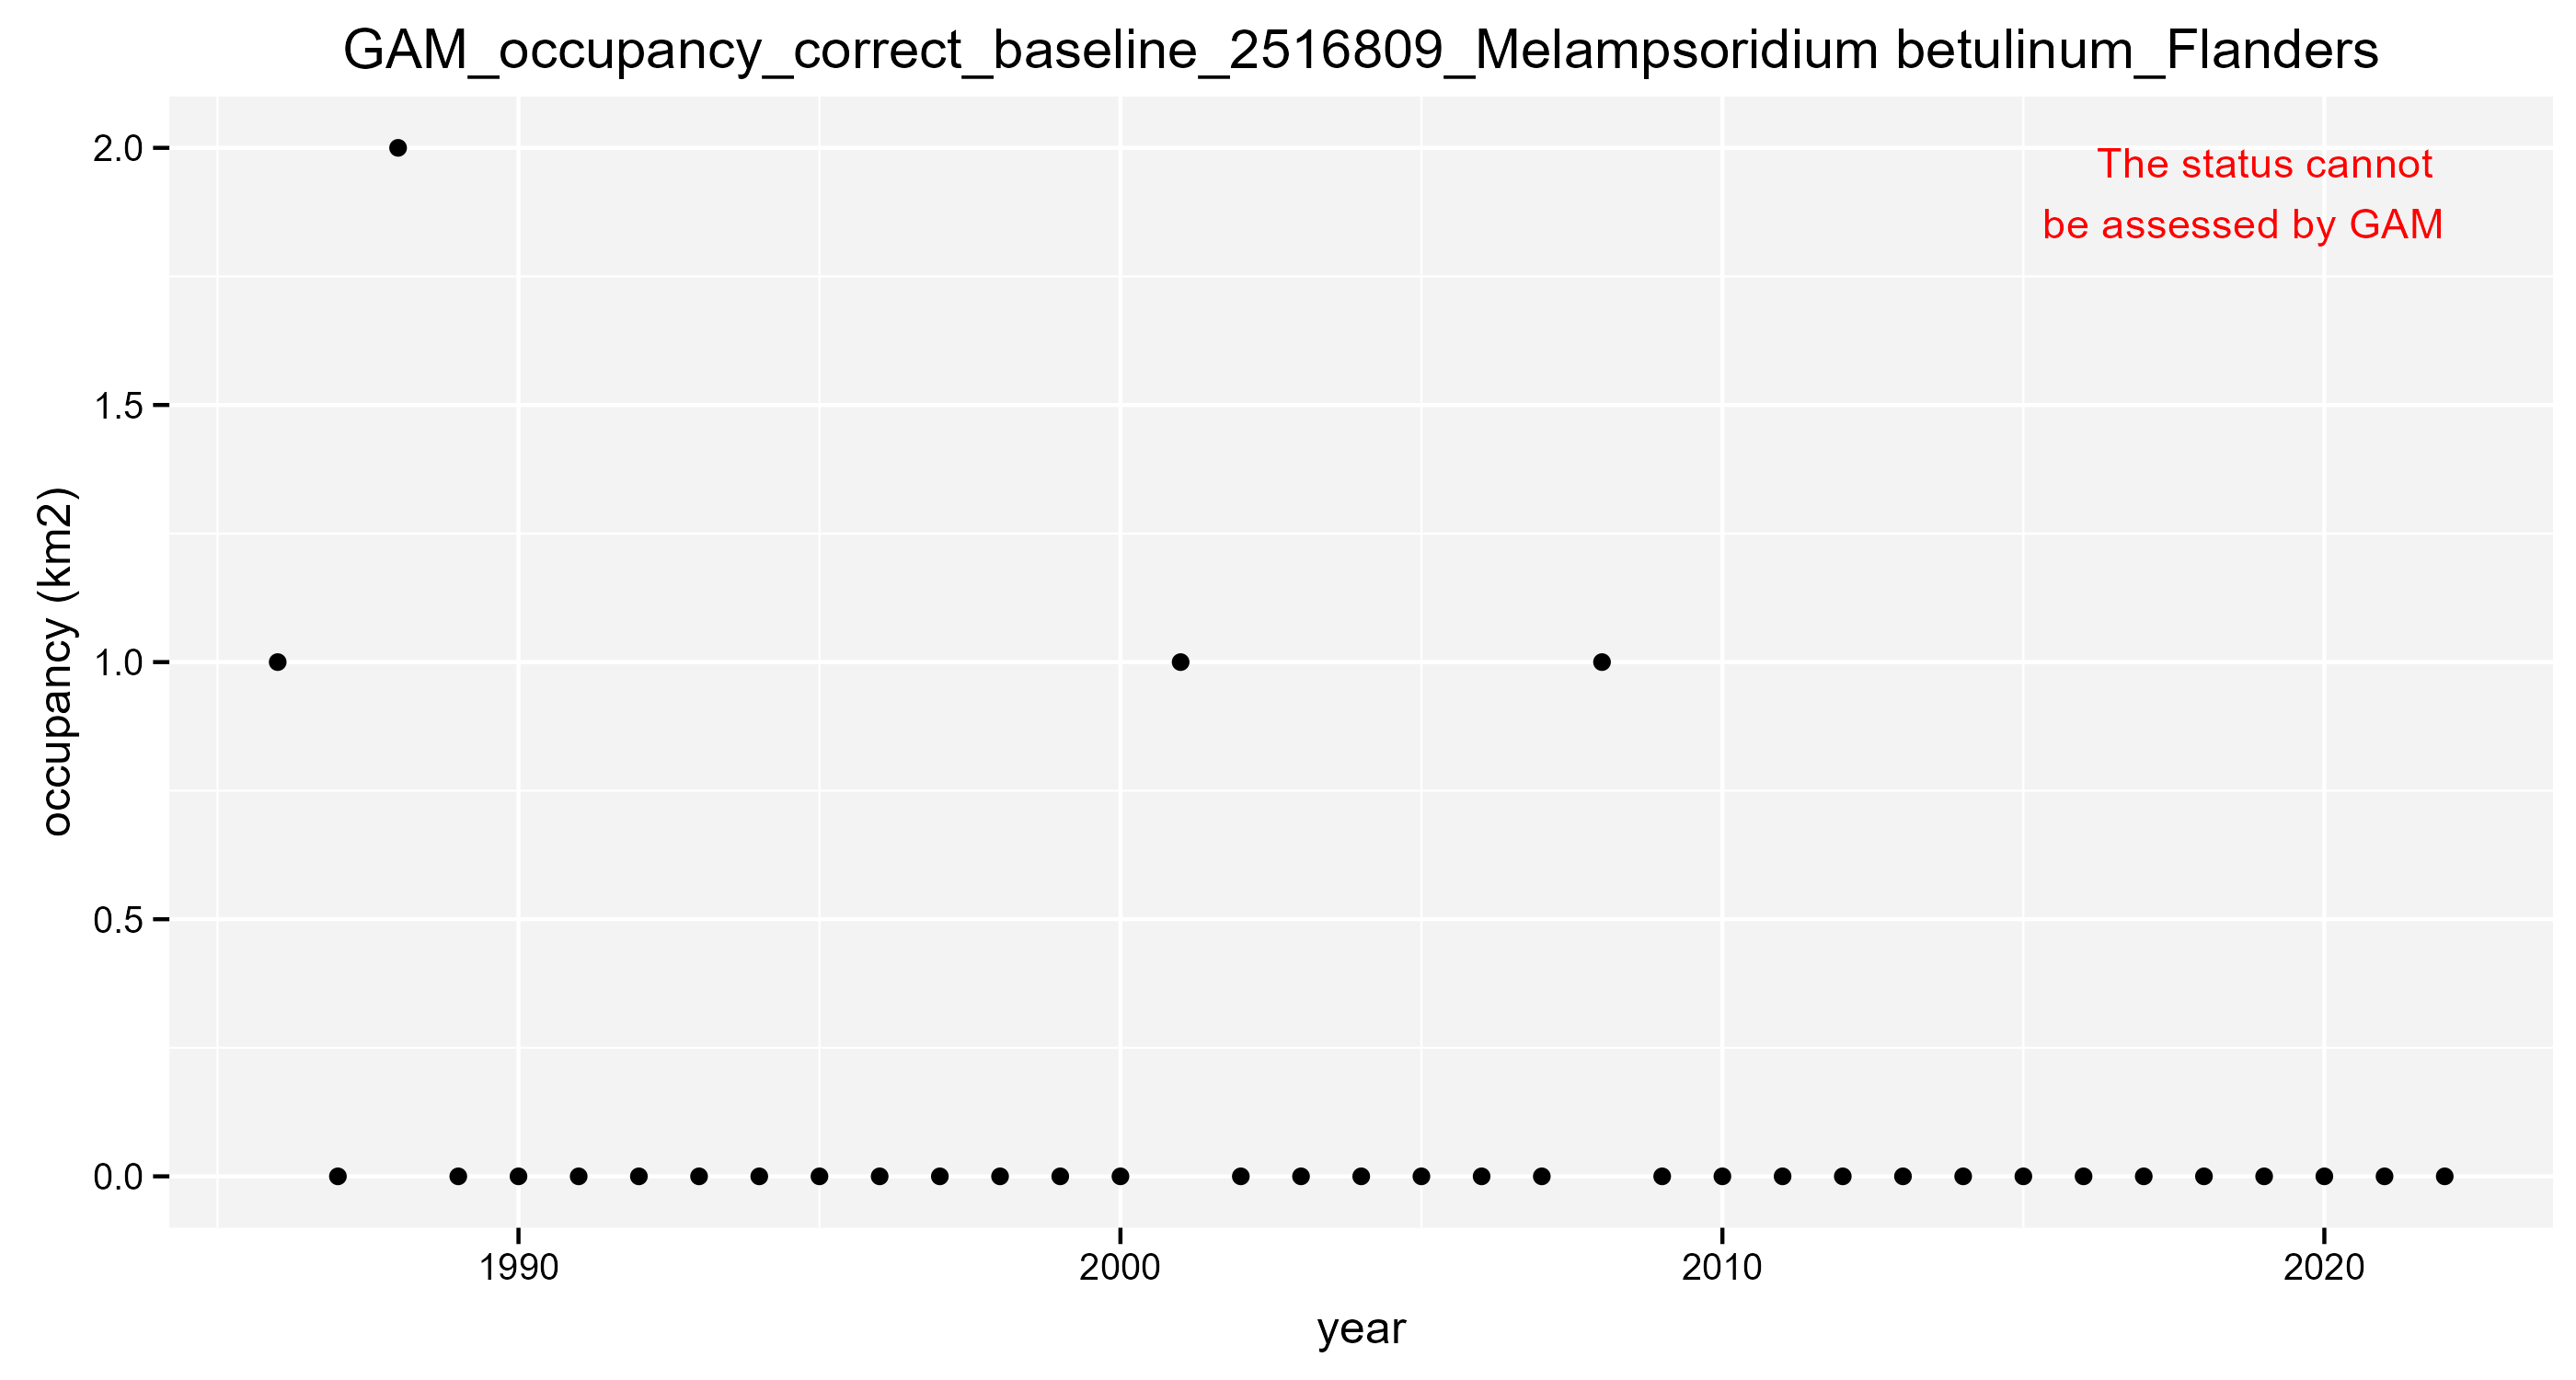 GAM_occupancy_correct_baseline_2516809_Melampsoridium betulinum_Flanders
2.0
The status cannot
be assessed by GAM
1.5
occupancy (km2)
1.0
0.5
0.0
1990
2000
2010
2020
year